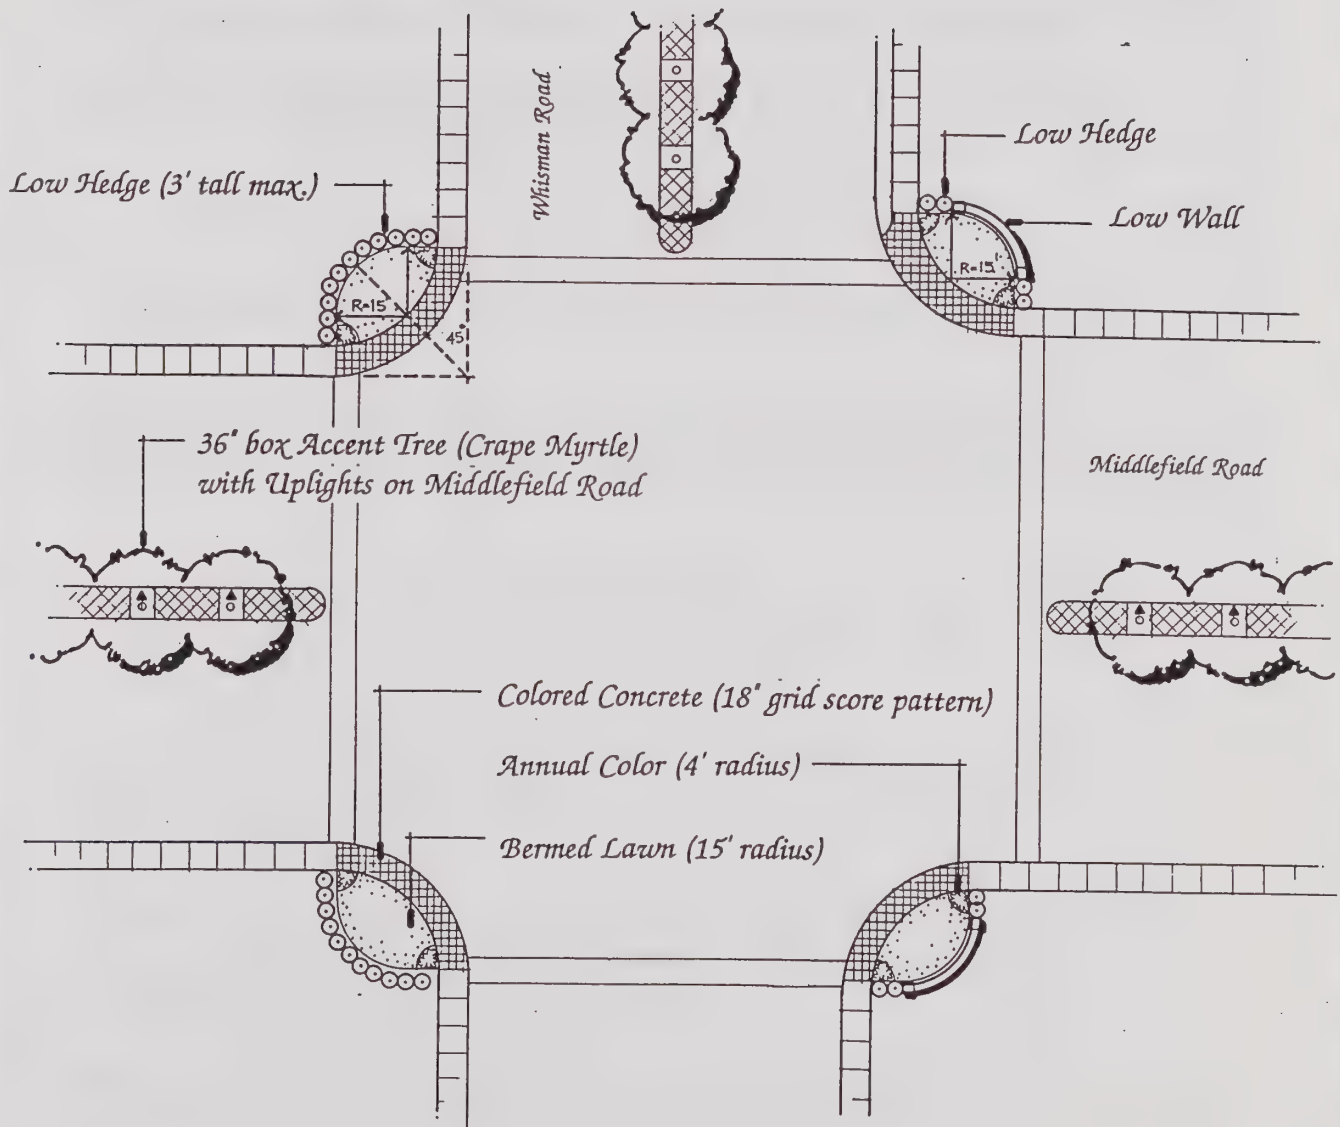 Whisman Road
Low Hedge
Low Hedge (3' tall max.)
Low Wall
R=15'
R=15'
45°
36" box Accent Tree (Crape Myrtle)
with Uplights on Middlefield Road
Middlefield Road
Colored Concrete (18" grid score pattern)
Annual Color (4' radius)
Bermed Lawn (15' radius)